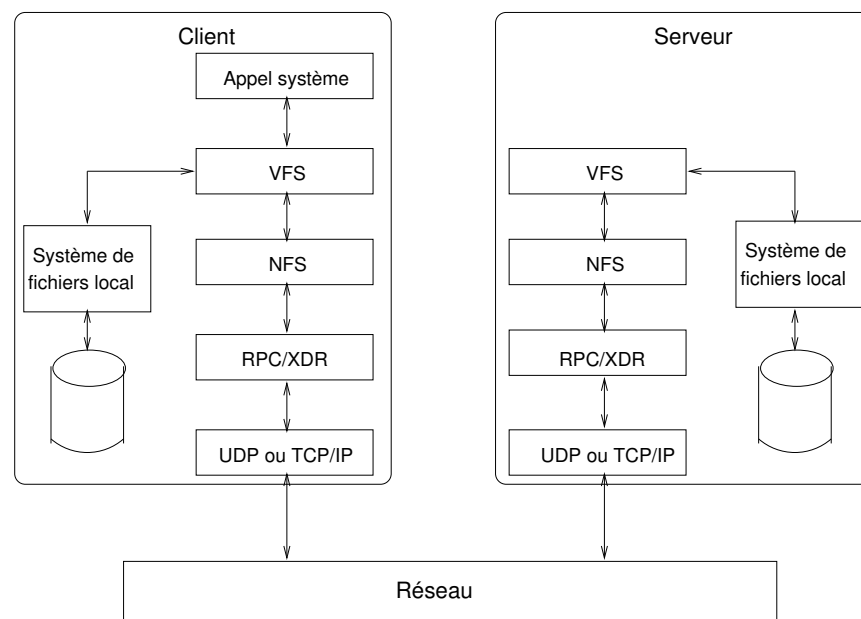 Client
Appel système
VFS
Système de
fichiers local
NFS
RPC/XDR
UDP ou TCP/IP
Serveur
VFS
Système de
fichiers local
NFS
RPC/XDR
UDP ou TCP/IP
Réseau